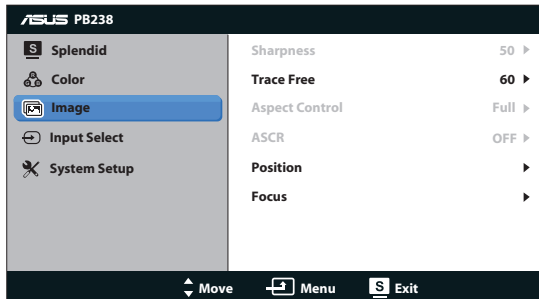 ASUS PB238
S Splendid
Color
Image
Input Select
System Setup
Sharpness 50
Trace Free 60
Aspect Control Full
ASCR OFF
Position
Focus
Move Menu S Exit